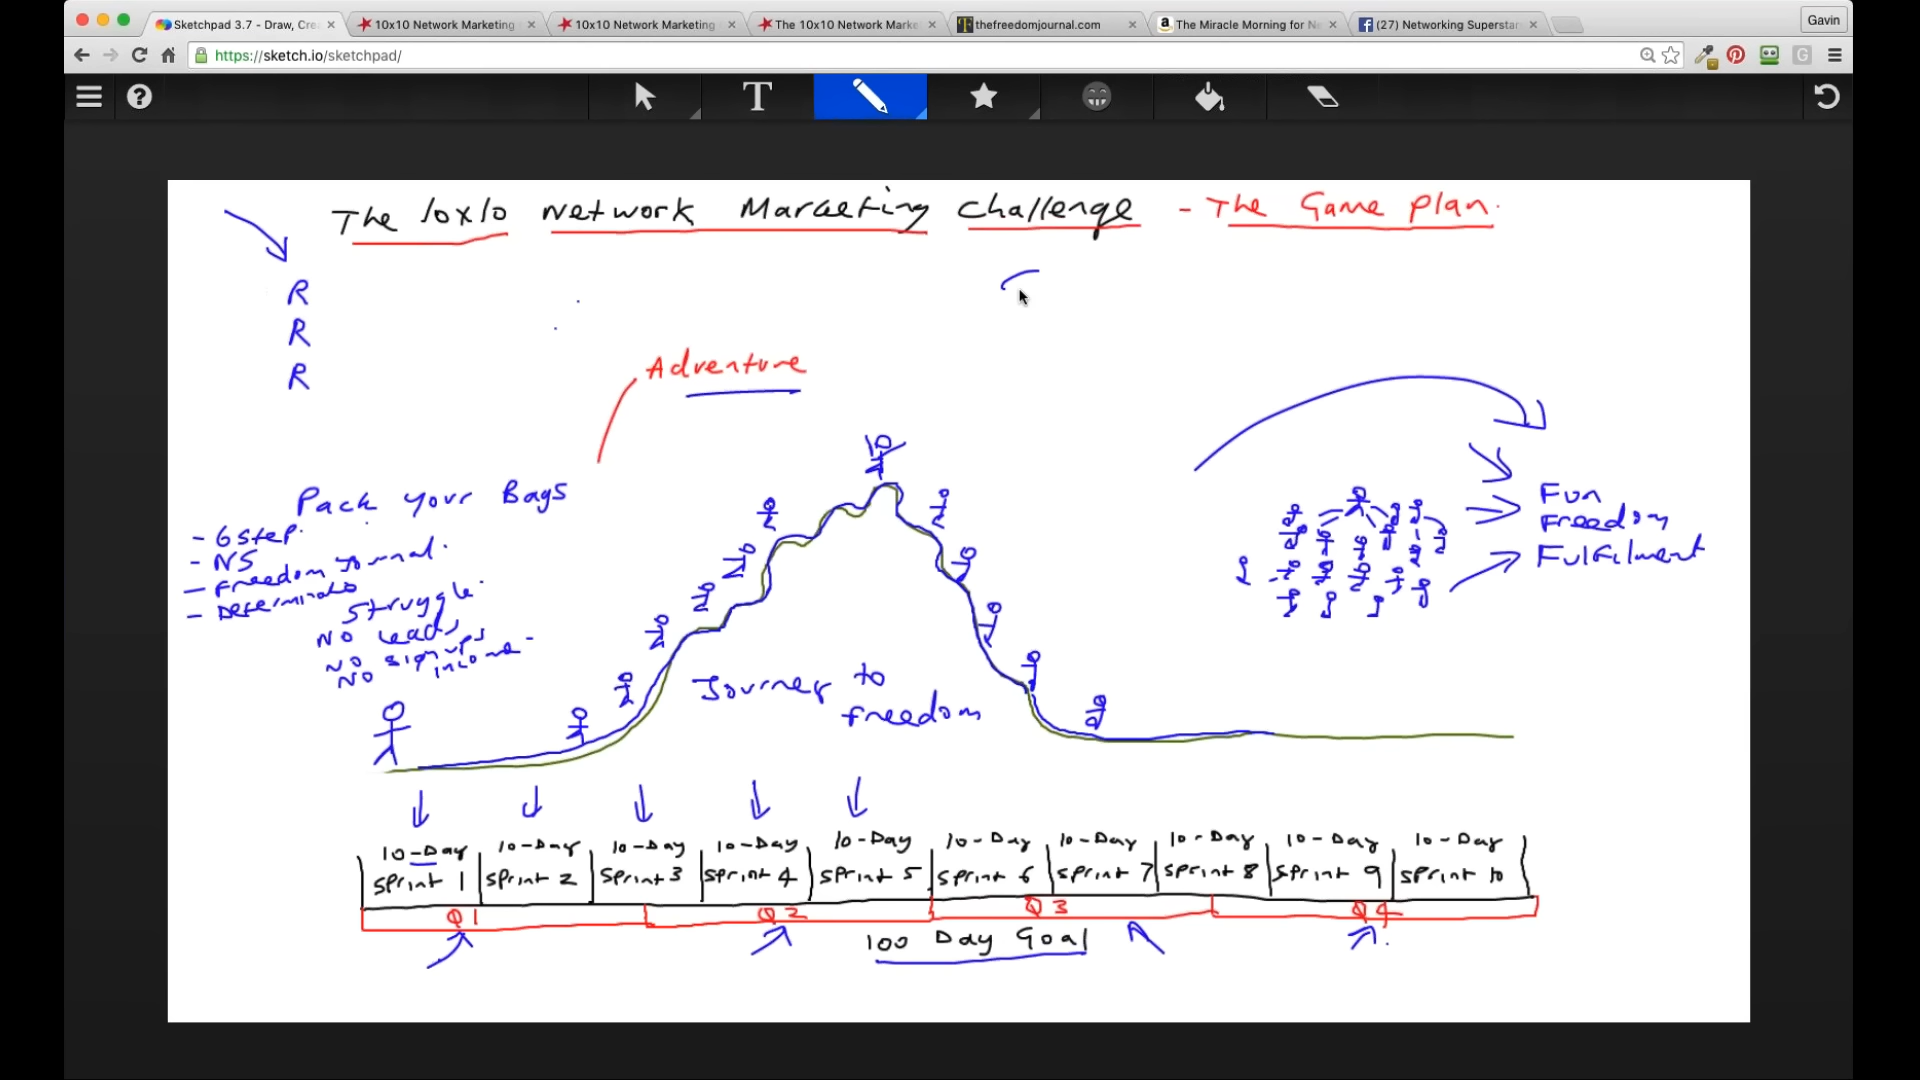 Sketchpad 3.7 - Draw, Cre
10x10 Network Marketing
10x10 Network Marketing
The 10x10 Network Marke
thefreedomjournal.com
The Miracle Morning for Ne
(27) Networking Superstar
Gavin
https://sketch.io/sketchpad/
T
The 10x10 Network Marketing Challenge - The Game Plan.
R
R
R
Adventure
Pack your Bags
- 6 step.
- NS
- Freedom Journal.
- Determinato
Struggle
No leads
No signups
No income
Journey to
freedom
Fun
Freedom
Fulfilment
10-Day Sprint 1
10-Day Sprint 2
10-Day Sprint 3
10-Day Sprint 4
10-Day Sprint 5
10-Day Sprint 6
10-Day Sprint 7
10-Day Sprint 8
10-Day Sprint 9
10-Day Sprint 10
Q1 Q2 Q3 Q4
100 Day Goal